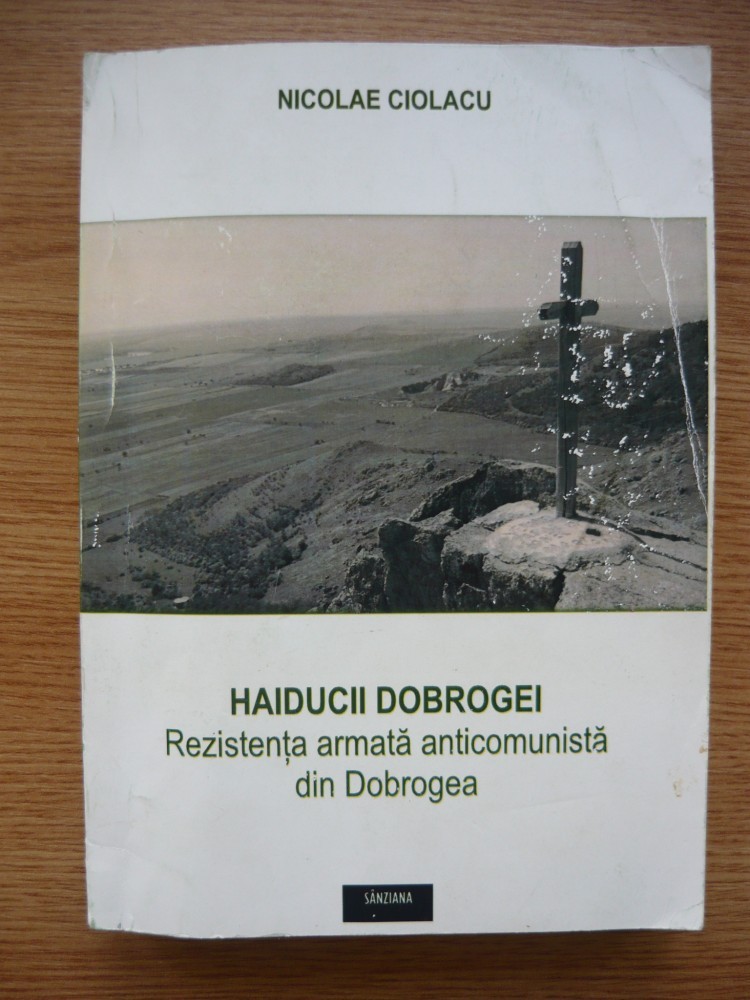 NICOLAE CIOLACU
HAIDUCII DOBROGEI
Rezistența armată anticomunistă
din Dobrogea
SÂNZIANA